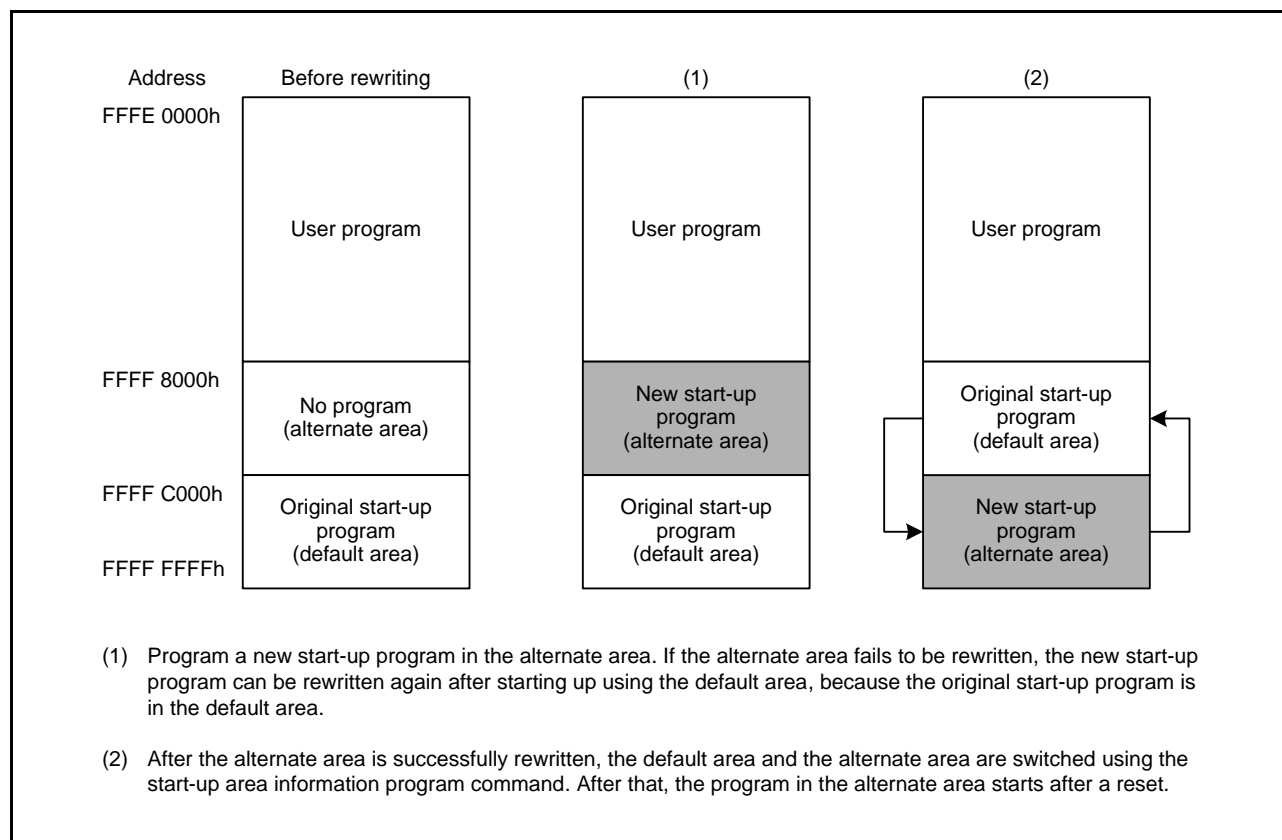 Address Before rewriting (1) (2)
FFFE 0000h
User program User program User program
FFFF 8000h
No program
(alternate area)
New start-up
program
(alternate area)
Original start-up
program
(default area)
FFFF C000h
Original start-up
program
(default area)
Original start-up
program
(default area)
New start-up
program
(alternate area)
FFFF FFFFh
(1) Program a new start-up program in the alternate area. If the alternate area fails to be rewritten, the new start-up
program can be rewritten again after starting up using the default area, because the original start-up program is
in the default area.
(2) After the alternate area is successfully rewritten, the default area and the alternate area are switched using the
start-up area information program command. After that, the program in the alternate area starts after a reset.